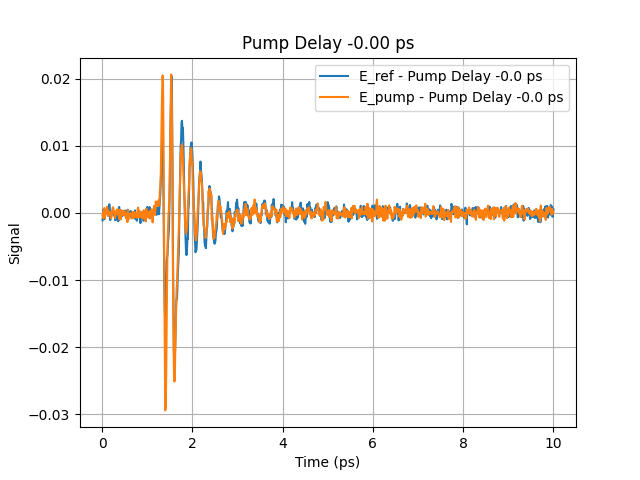 Pump Delay -0.00 ps
E_ref - Pump Delay -0.0 ps
E_pump - Pump Delay -0.0 ps
0.02
0.01
0.00
−0.01
−0.02
−0.03
Signal
0 2 4 6 8 10
Time (ps)